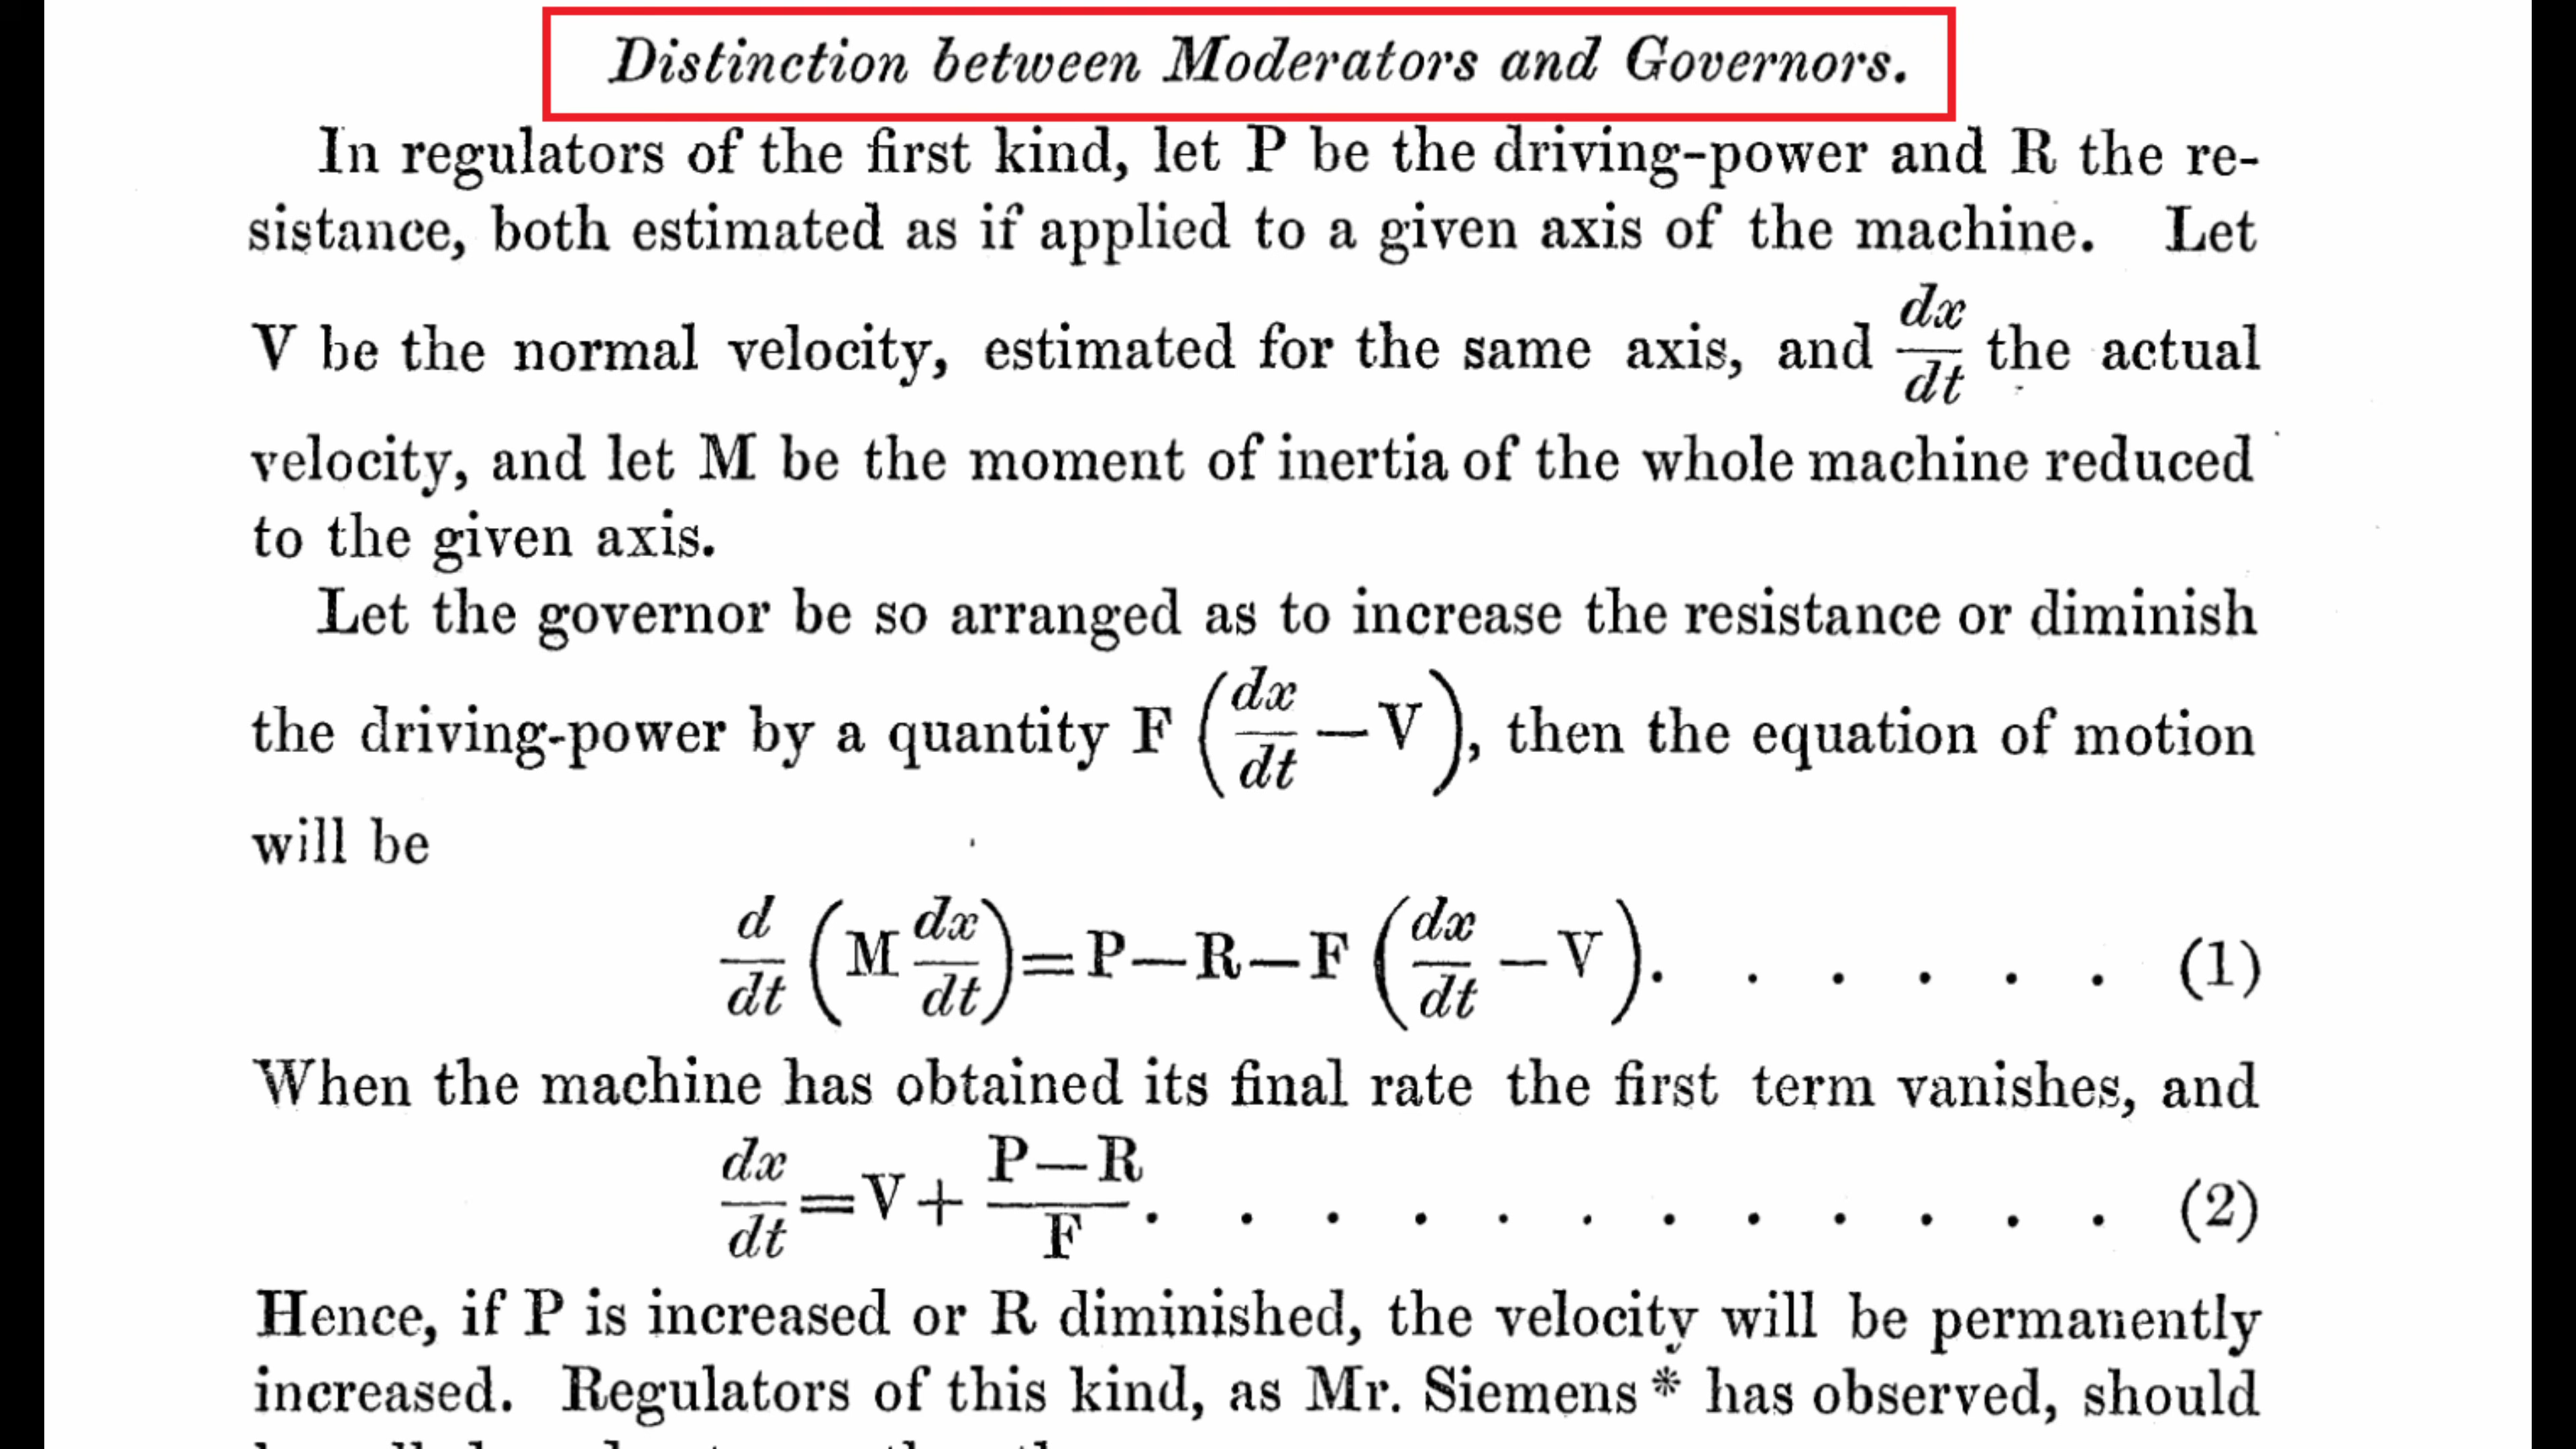 Distinction between Moderators and Governors.
In regulators of the first kind, let P be the driving-power and R the re-
sistance, both estimated as if applied to a given axis of the machine. Let
V be the normal velocity, estimated for the same axis, and dx/dt the actual
velocity, and let M be the moment of inertia of the whole machine reduced
to the given axis.
Let the governor be so arranged as to increase the resistance or diminish
the driving-power by a quantity F (dx/dt − V), then the equation of motion
will be
d/dt (M dx/dt) = P − R − F (dx/dt − V). . . . . . (1)
When the machine has obtained its final rate the first term vanishes, and
dx/dt = V + (P − R)/F. . . . . . . . . . . . (2)
Hence, if P is increased or R diminished, the velocity will be permanently
increased. Regulators of this kind, as Mr. Siemens * has observed, should